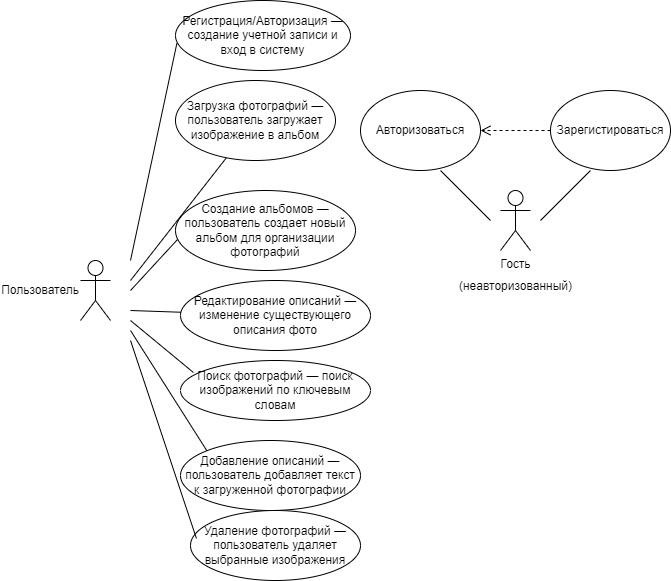 Регистрация/Авторизация —
создание учетной записи и
вход в систему
Загрузка фотографий —
пользователь загружает
изображение в альбом
Авторизоваться
Зарегистироваться
Создание альбомов —
пользователь создает новый
альбом для организации
фотографий
Гость
(неавторизованный)
Пользователь
Редактирование описаний —
изменение существующего
описания фото
Поиск фотографий — поиск
изображений по ключевым
словам
Добавление описаний —
пользователь добавляет текст
к загруженной фотографии
Удаление фотографий —
пользователь удаляет
выбранные изображения